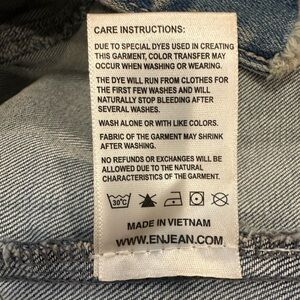 CARE INSTRUCTIONS:
DUE TO SPECIAL DYES USED IN CREATING
THIS GARMENT, COLOR TRANSFER MAY
OCCUR WHEN WASHING OR WEARING.
THE DYE WILL RUN FROM CLOTHES FOR
THE FIRST FEW WASHES AND WILL
NATURALLY STOP BLEEDING AFTER
SEVERAL WASHES.
WASH ALONE OR WITH LIKE COLORS.
FABRIC OF THE GARMENT MAY SHRINK
AFTER WASHING.
NO REFUNDS OR EXCHANGES WILL BE
ALLOWED DUE TO THE NATURAL
CHARACTERISTICS OF THE GARMENT.
30°C
MADE IN VIETNAM
WWW.ENJEAN.COM